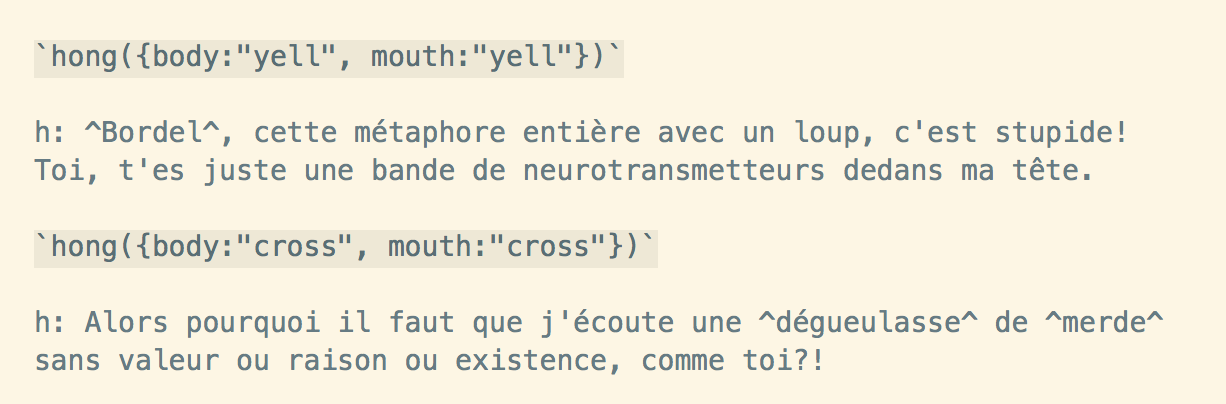 `hong({body:"yell", mouth:"yell"})`
h: ^Bordel^, cette métaphore entière avec un loup, c'est stupide!
Toi, t'es juste une bande de neurotransmetteurs dedans ma tête.
`hong({body:"cross", mouth:"cross"})`
h: Alors pourquoi il faut que j'écoute une ^dégueulasse^ de ^merde^
sans valeur ou raison ou existence, comme toi?!